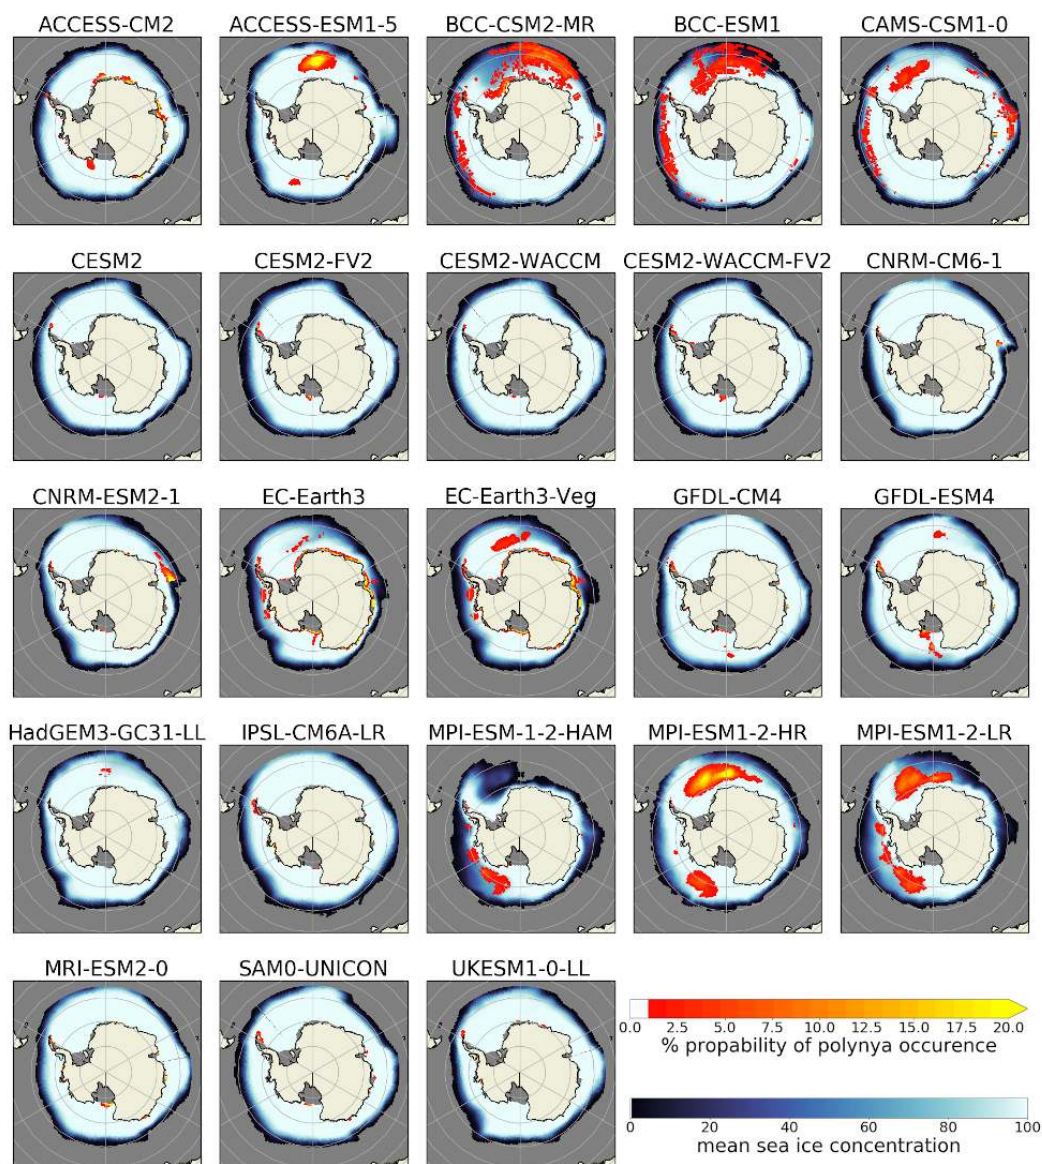 ACCESS-CM2 ACCESS-ESM1-5 BCC-CSM2-MR BCC-ESM1 CAMS-CSM1-0
CESM2 CESM2-FV2 CESM2-WACCM CESM2-WACCM-FV2 CNRM-CM6-1
CNRM-ESM2-1 EC-Earth3 EC-Earth3-Veg GFDL-CM4 GFDL-ESM4
HadGEM3-GC31-LL IPSL-CM6A-LR MPI-ESM-1-2-HAM MPI-ESM1-2-HR MPI-ESM1-2-LR
MRI-ESM2-0 SAM0-UNICON UKESM1-0-LL
0.0 2.5 5.0 7.5 10.0 12.5 15.0 17.5 20.0
% propability of polynya occurence
0 20 40 60 80 100
mean sea ice concentration